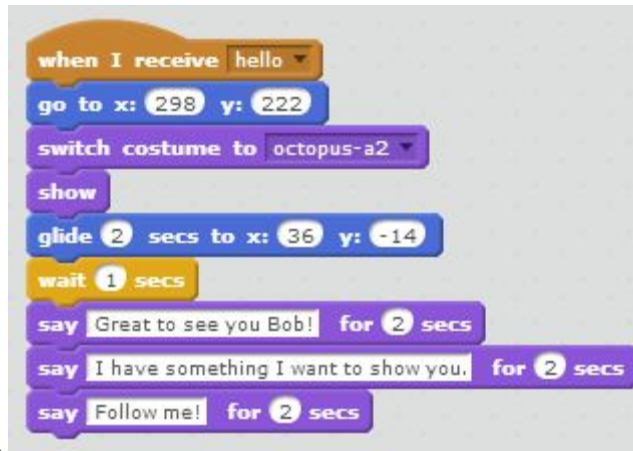 when I receive hello
go to x: 298 y: 222
switch costume to octopus-a2
show
glide 2 secs to x: 36 y: -14
wait 1 secs
say Great to see you Bob! for 2 secs
say I have something I want to show you. for 2 secs
say Follow me! for 2 secs